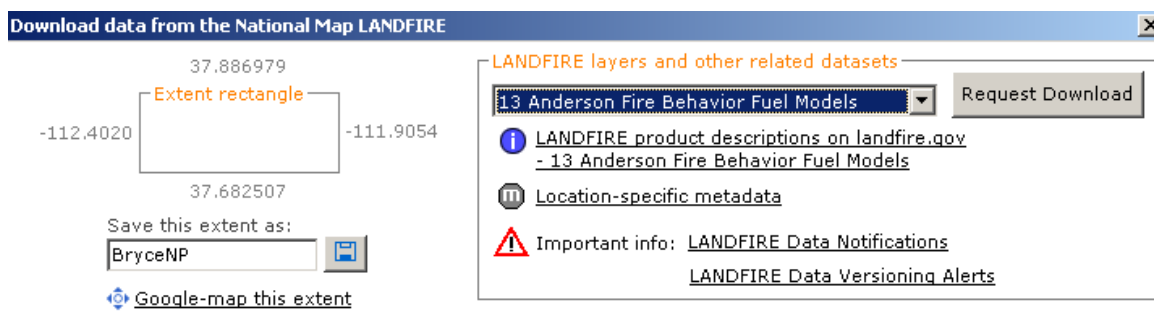 Download data from the National Map LANDFIRE
37.886979
Extent rectangle
-112.4020
-111.9054
37.682507
Save this extent as:
BryceNP
Google-map this extent
LANDFIRE layers and other related datasets
13 Anderson Fire Behavior Fuel Models
Request Download
i
LANDFIRE product descriptions on landfire.gov
- 13 Anderson Fire Behavior Fuel Models
m
Location-specific metadata
Important info: LANDFIRE Data Notifications
LANDFIRE Data Versioning Alerts